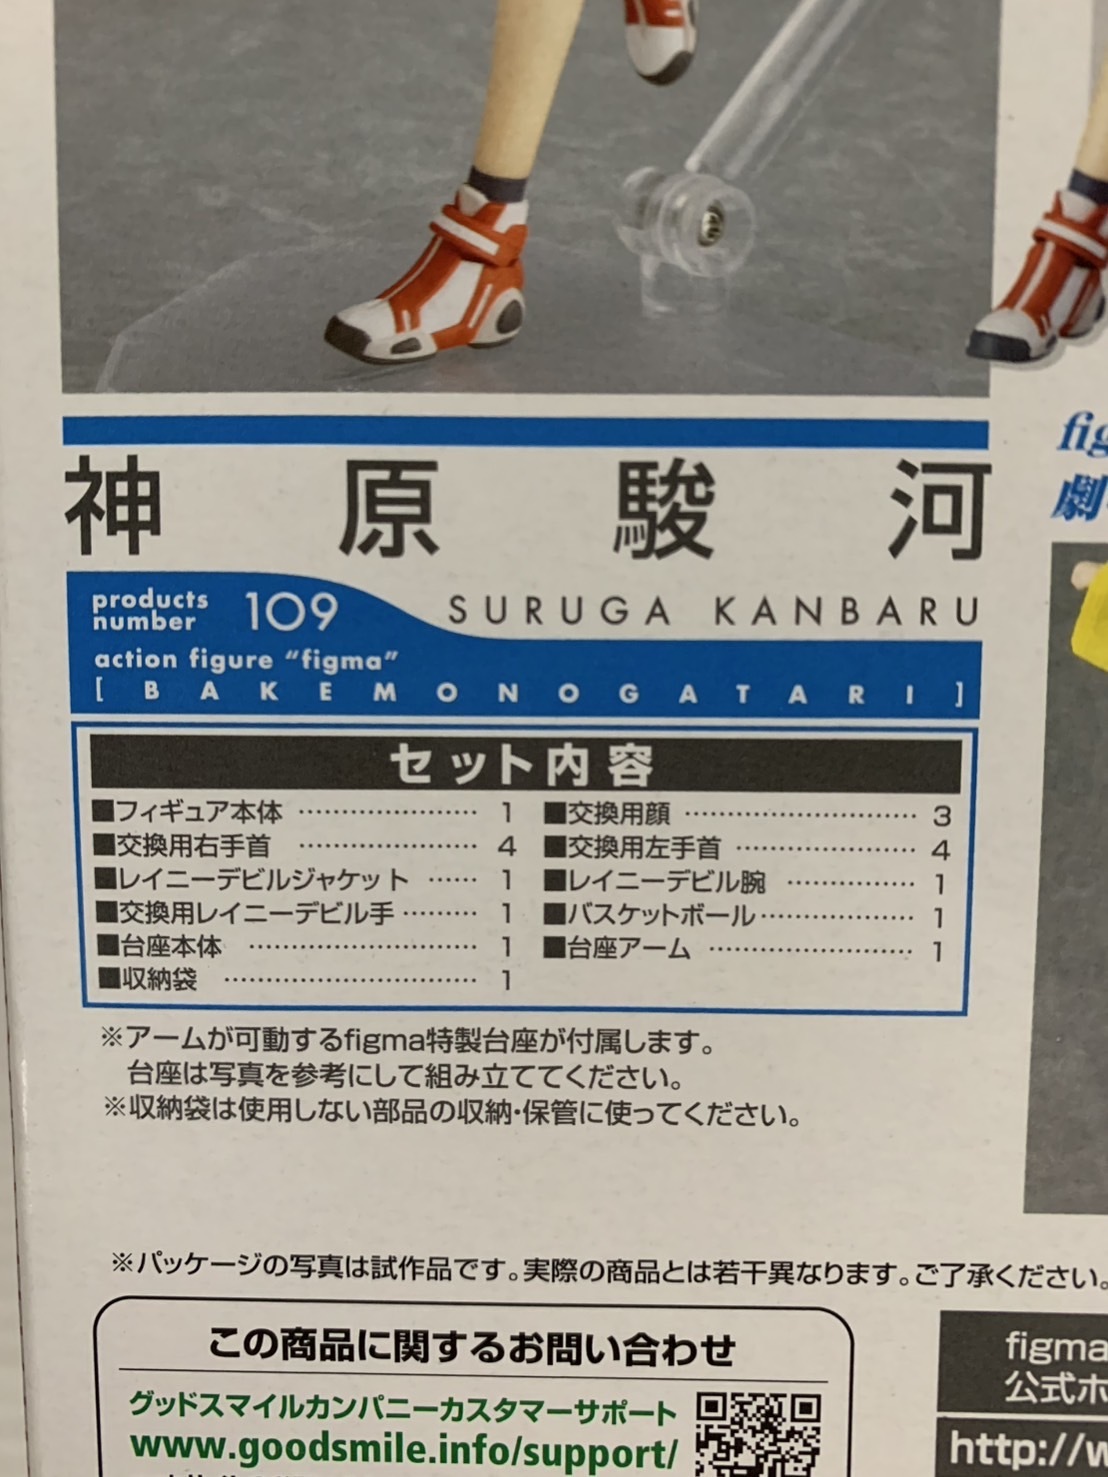 神原駿河
products number 109
SURUGA KANBARU
action figure “figma”
[BAKEMONOGATARI]
セット内容
■フィギュア本体 …………………… 1
■交換用顔 …………………………… 3
■交換用右手首 …………………… 4
■交換用左手首 …………………… 4
■レイニーデビルジャケット …… 1
■レイニーデビル腕 …………… 1
■交換用レイニーデビル手 ……… 1
■バスケットボール ……………… 1
■台座本体 ………………………… 1
■台座アーム ……………………… 1
■収納袋 …………………………… 1
※アームが可動するfigma特製台座が付属します。
台座は写真を参考にして組み立ててください。
※収納袋は使用しない部品の収納・保管に使ってください。
※パッケージの写真は試作品です。実際の商品とは若干異なります。ご了承ください。
この商品に関するお問い合わせ
グッドスマイルカンパニーカスタマーサポート
www.goodsmile.info/support/
fig
劇
figma
公式ホ
http://w